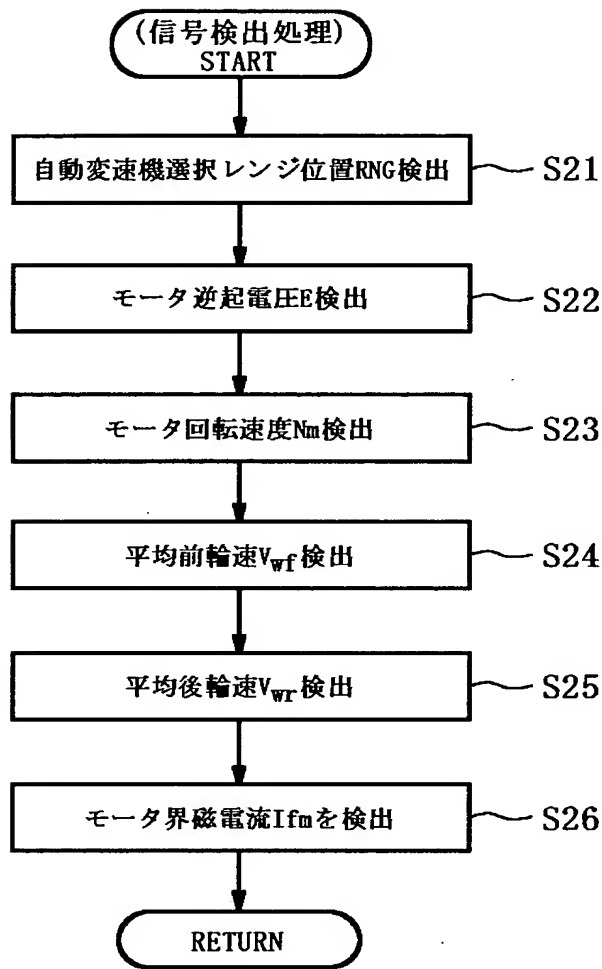 (信号検出処理)
START
自動変速機選択レンジ位置RNG検出
S21
モータ逆起電圧E検出
S22
モータ回転速度Nm検出
S23
平均前輪速Vwf検出
S24
平均後輪速Vwr検出
S25
モータ界磁電流Ifmを検出
S26
RETURN